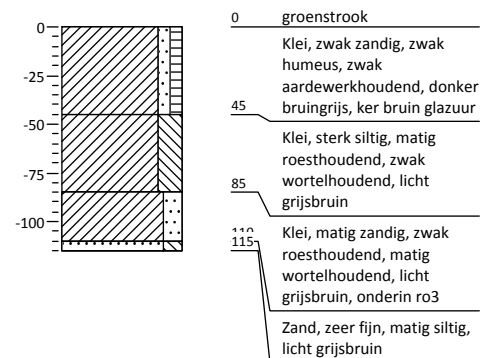 0
-25
-50
-75
-100
0 groenstrook
Klei, zwak zandig, zwak
humeus, zwak
aardewerkhoudend, donker
bruingrijs, ker bruin glazuur
45
Klei, sterk siltig, matig
roesthoudend, zwak
wortelhoudend, licht
grijsbruin
85
Klei, matig zandig, zwak
roesthoudend, matig
wortelhoudend, licht
grijsbruin, onderin ro3
110
115
Zand, zeer fijn, matig siltig,
licht grijsbruin